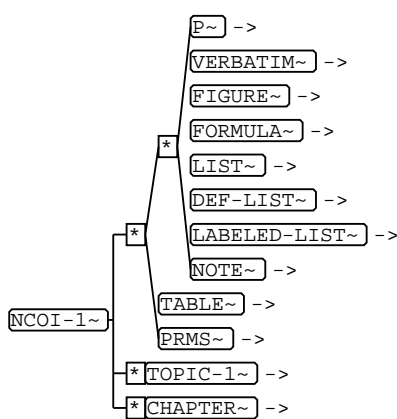 P~ ->
VERBATIM~ ->
FIGURE~ ->
FORMULA~ ->
* LIST~ ->
DEF-LIST~ ->
* LABELED-LIST~ ->
NOTE~ ->
NCOI-1~ TABLE~ ->
PRMS~ ->
* TOPIC-1~ ->
* CHAPTER~ ->